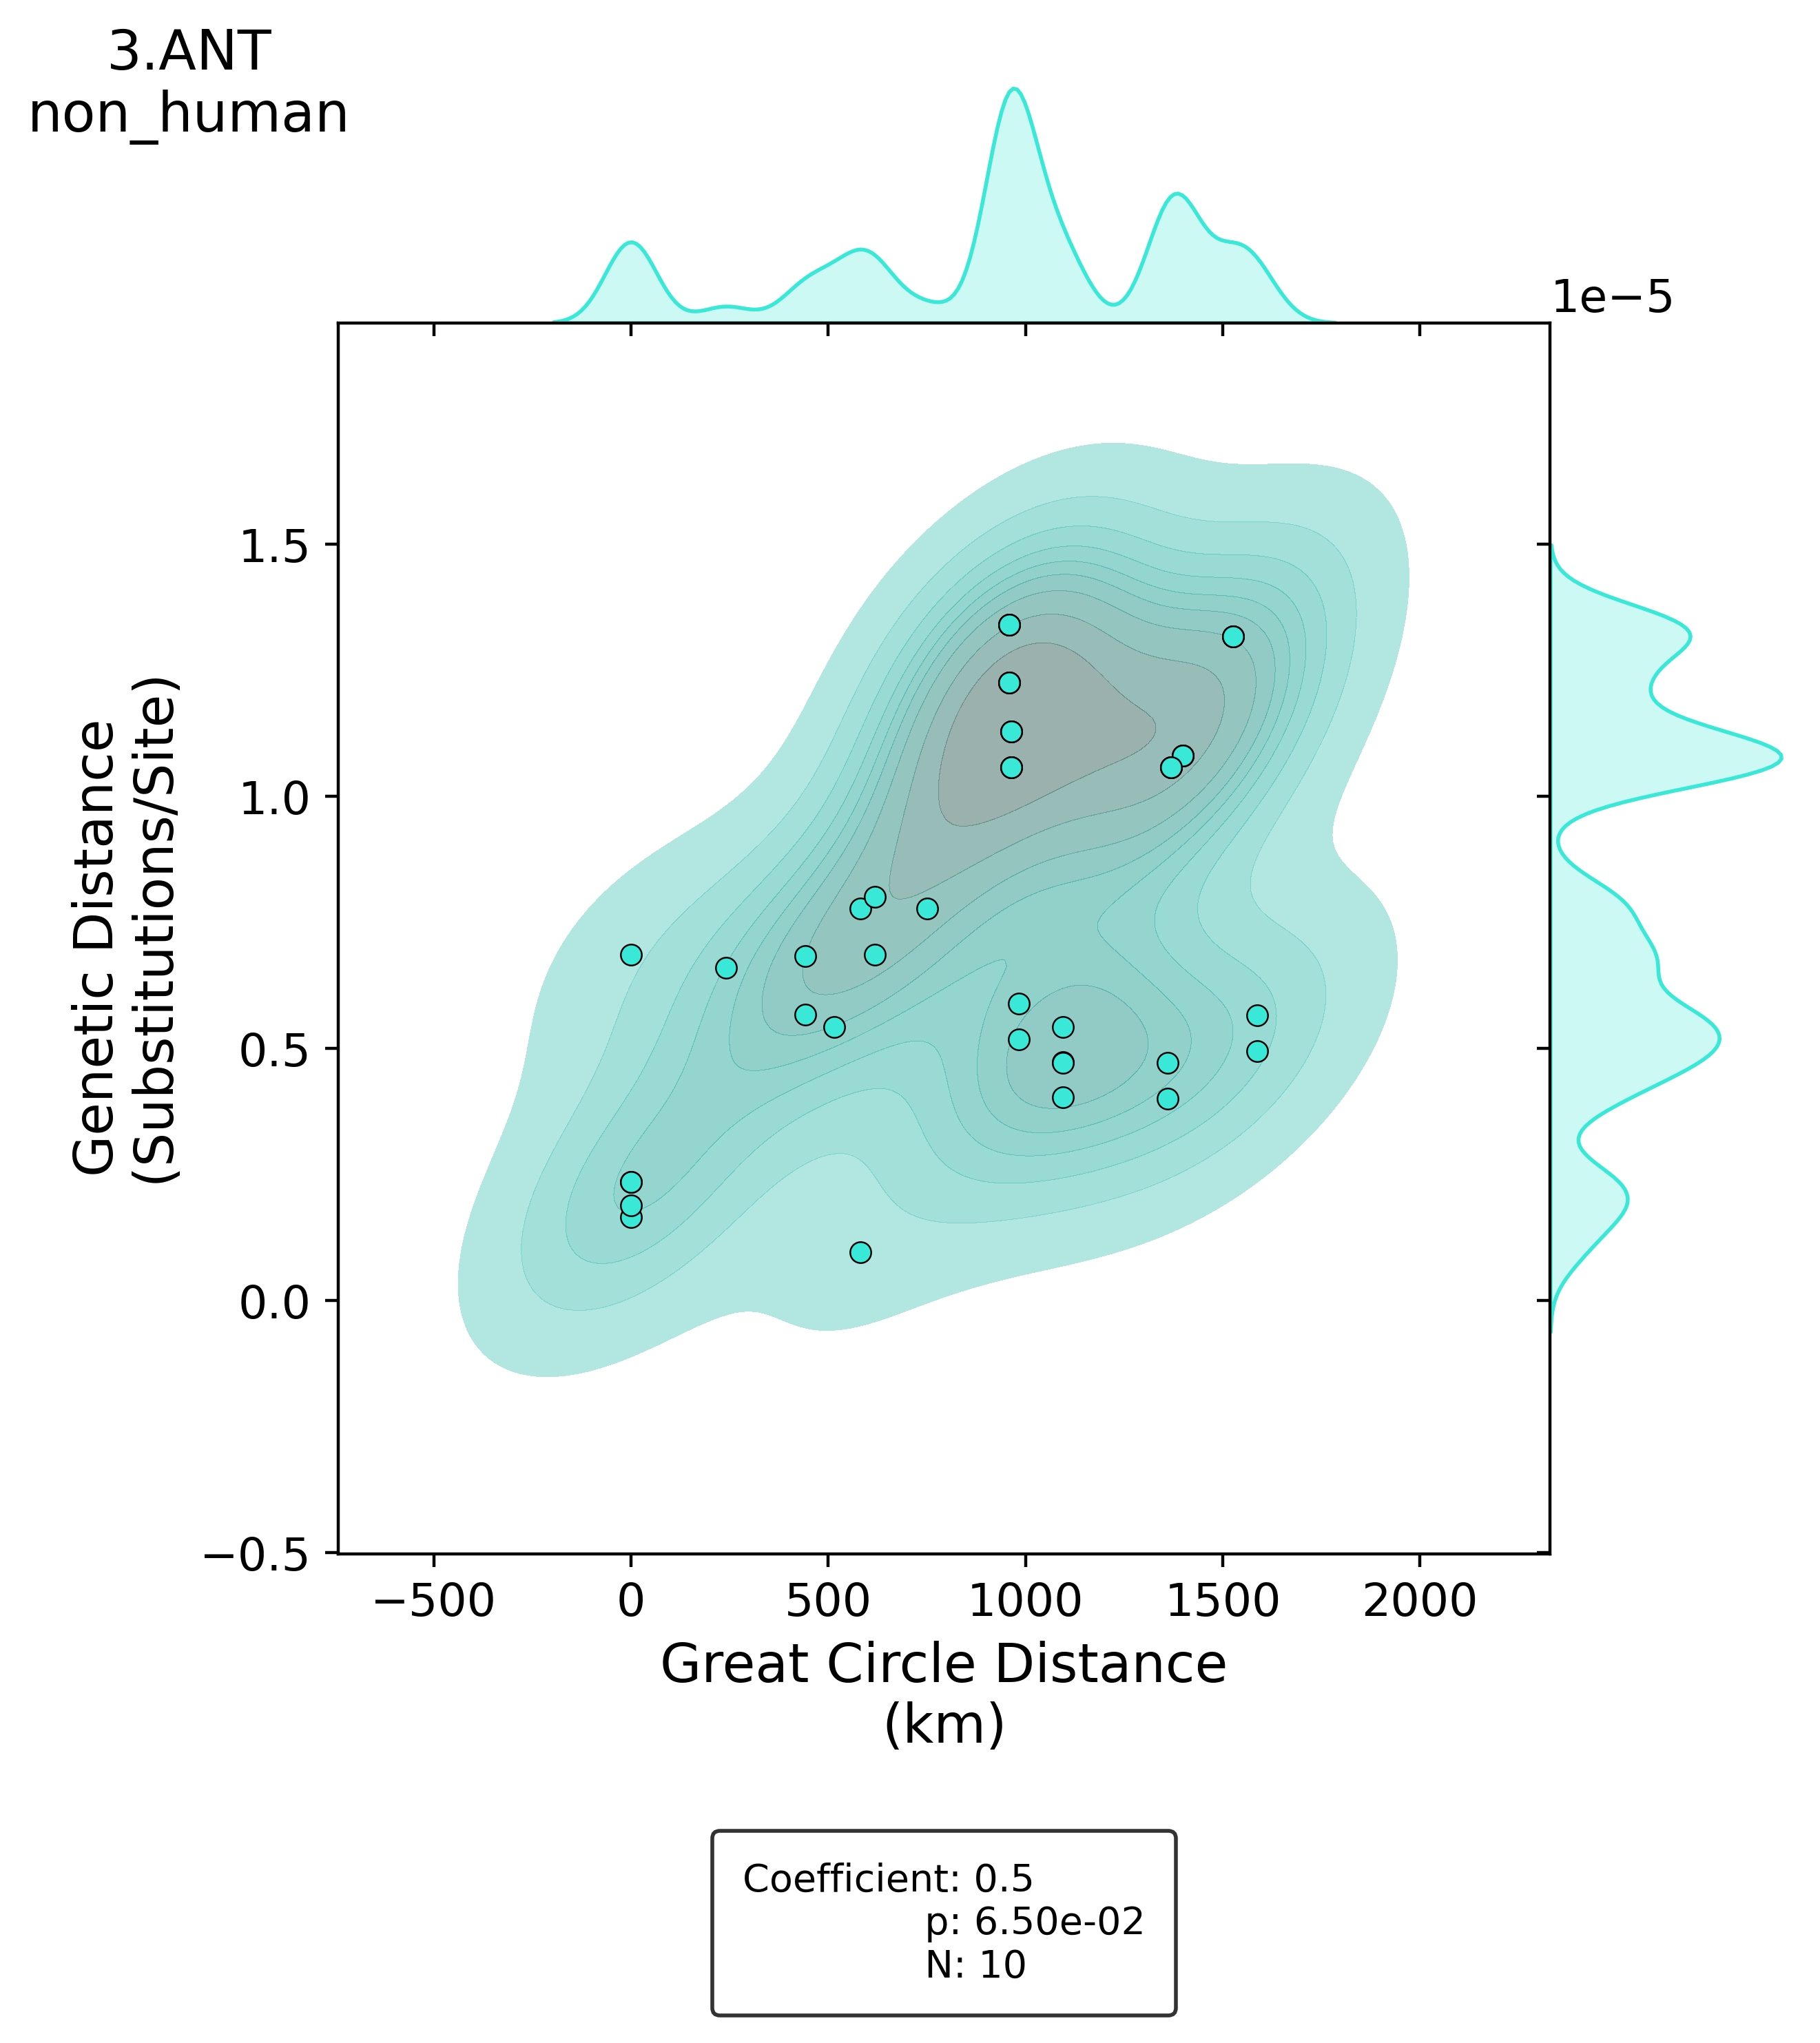 3.ANT
non_human
1e−5
1.5
1.0
0.5
0.0
−0.5
Genetic Distance
(Substitutions/Site)
−500 0 500 1000 1500 2000
Great Circle Distance
(km)
Coefficient: 0.5
p: 6.50e-02
N: 10